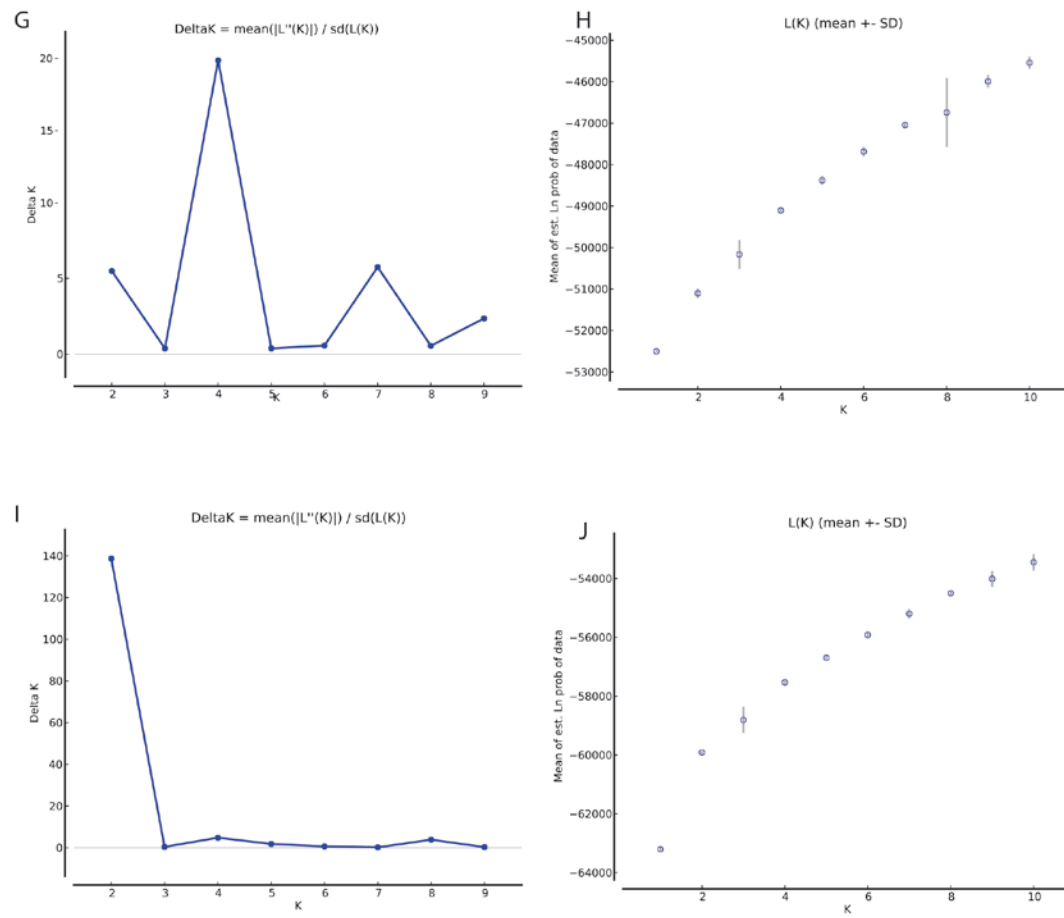 G
DeltaK = mean(|L''(K)|) / sd(L(K))
Delta K
20
15
10
5
0
2 3 4 5 6 7 8 9
K
H
L(K) (mean +- SD)
Mean of est. Ln prob of data
−45000
−46000
−47000
−48000
−49000
−50000
−51000
−52000
−53000
2 4 6 8 10
K
I
DeltaK = mean(|L''(K)|) / sd(L(K))
Delta K
140
120
100
80
60
40
20
0
2 3 4 5 6 7 8 9
K
J
L(K) (mean +- SD)
Mean of est. Ln prob of data
−54000
−56000
−58000
−60000
−62000
−64000
2 4 6 8 10
K